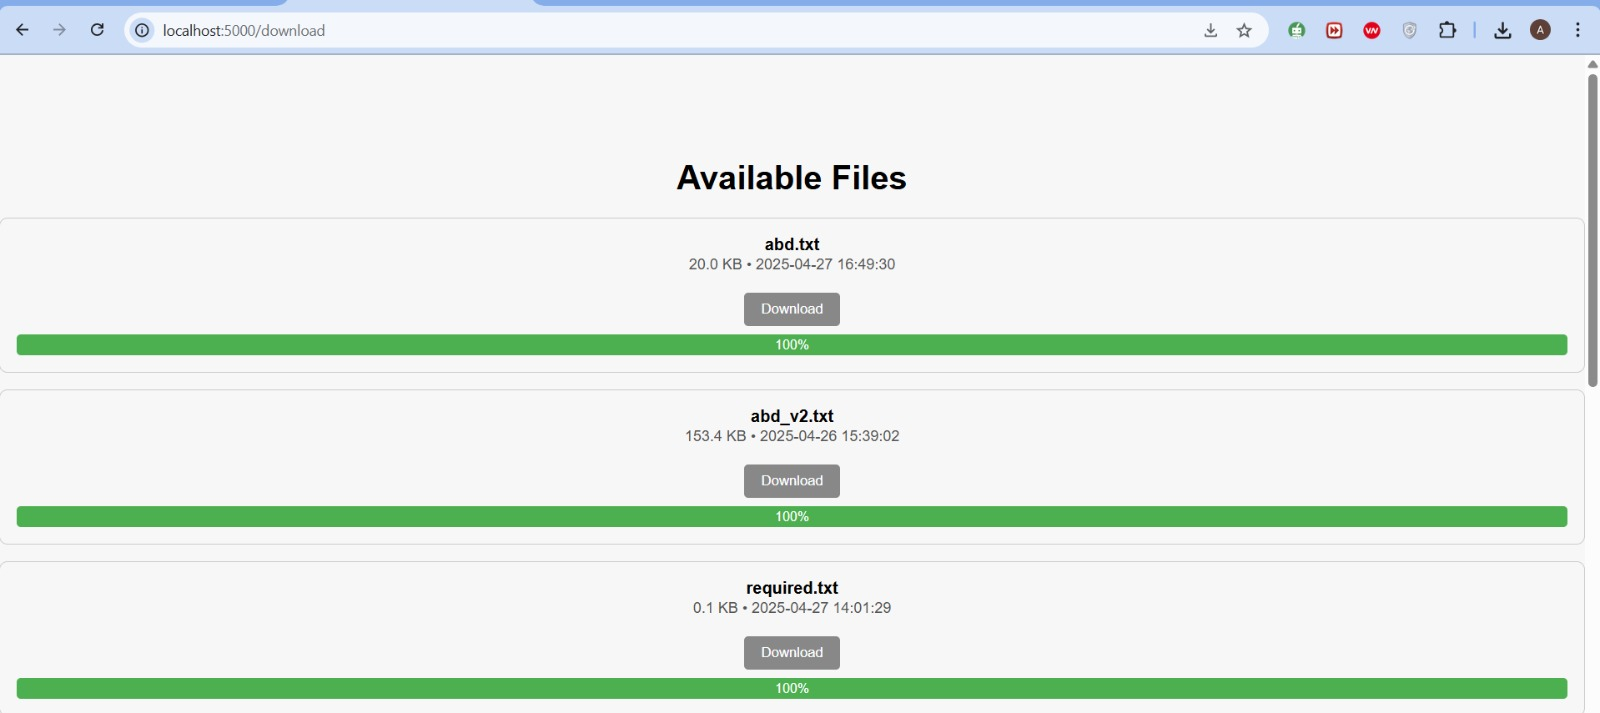 localhost:5000/download
A
Available Files
abd.txt
20.0 KB • 2025-04-27 16:49:30
Download
100%
abd_v2.txt
153.4 KB • 2025-04-26 15:39:02
Download
100%
required.txt
0.1 KB • 2025-04-27 14:01:29
Download
100%